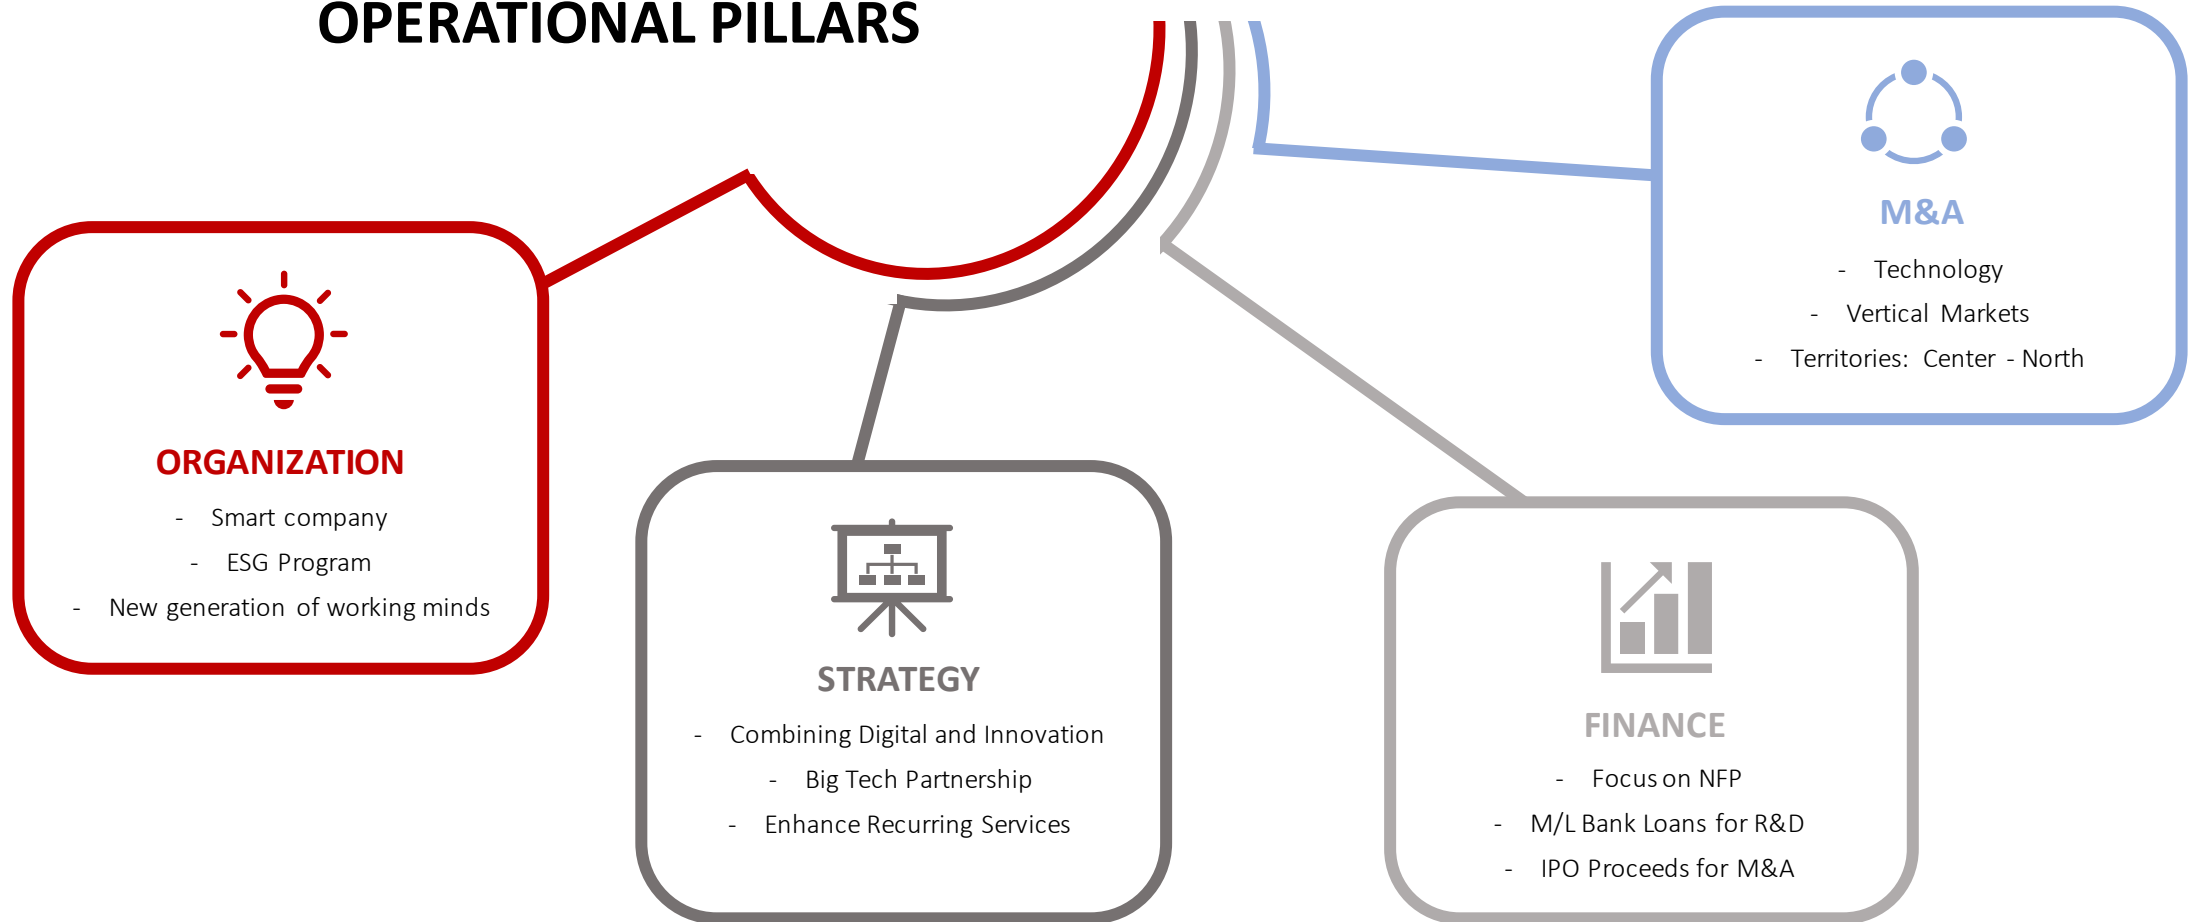 OPERATIONAL PILLARS
M&A
- Technology
- Vertical Markets
- Territories: Center - North
ORGANIZATION
- Smart company
- ESG Program
- New generation of working minds
STRATEGY
- Combining Digital and Innovation
- Big Tech Partnership
- Enhance Recurring Services
FINANCE
- Focus on NFP
- M/L Bank Loans for R&D
- IPO Proceeds for M&A